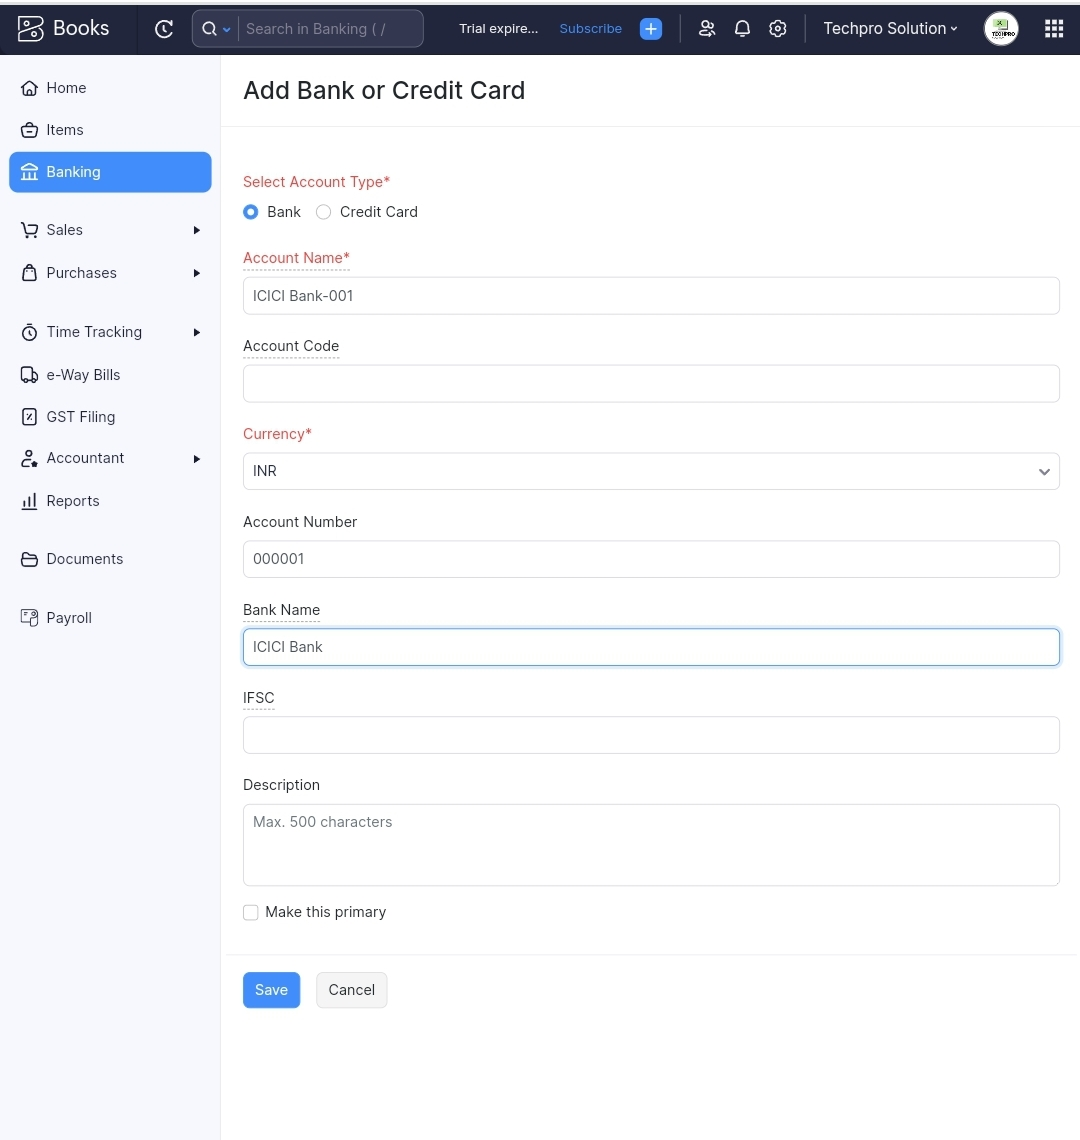 Books
Search in Banking ( /
Trial expire...
Subscribe
Techpro Solution
TECHPRO
Home
Items
Banking
Sales
Purchases
Time Tracking
e-Way Bills
GST Filing
Accountant
Reports
Documents
Payroll
Add Bank or Credit Card
Select Account Type*
Bank
Credit Card
Account Name*
ICICI Bank-001
Account Code
Currency*
INR
Account Number
000001
Bank Name
ICICI Bank
IFSC
Description
Max. 500 characters
Make this primary
Save
Cancel